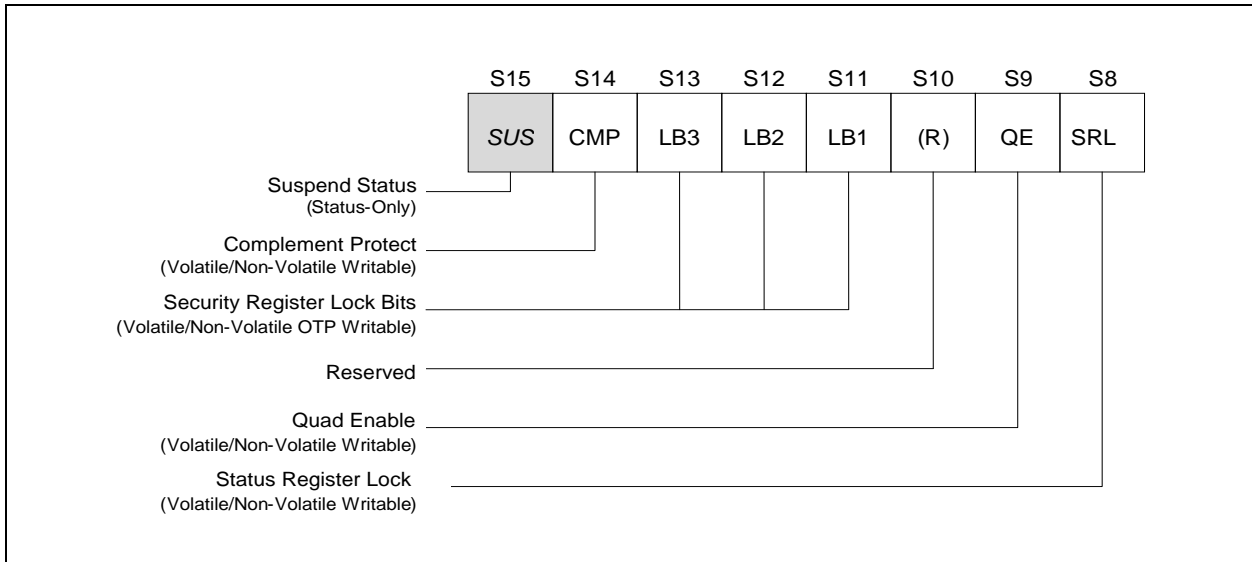 S15 S14 S13 S12 S11 S10 S9 S8
SUS CMP LB3 LB2 LB1 (R) QE SRL
Suspend Status
(Status-Only)
Complement Protect
(Volatile/Non-Volatile Writable)
Security Register Lock Bits
(Volatile/Non-Volatile OTP Writable)
Reserved
Quad Enable
(Volatile/Non-Volatile Writable)
Status Register Lock
(Volatile/Non-Volatile Writable)